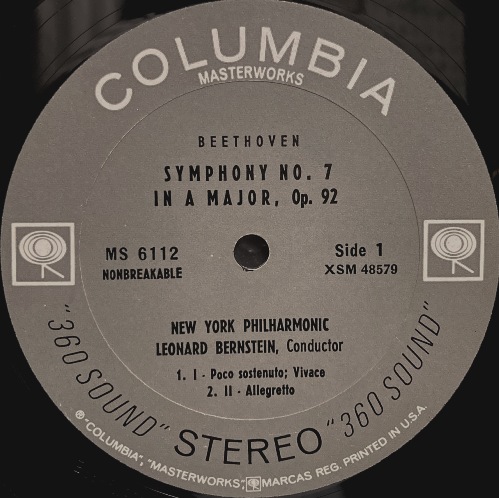 COLUMBIA
MASTERWORKS
BEETHOVEN
SYMPHONY NO. 7
IN A MAJOR, Op. 92
MS 6112
NONBREAKABLE
Side 1
XSM 48579
NEW YORK PHILHARMONIC
LEONARD BERNSTEIN, Conductor
1. I - Poco sostenuto; Vivace
2. II - Allegretto
"360 SOUND" STEREO "360 SOUND"
® "COLUMBIA", "MASTERWORKS", MARCAS REG. PRINTED IN U.S.A.